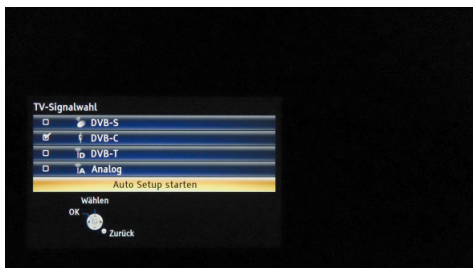 TV-Signalwahl
DVB-S
DVB-C
DVB-T
Analog
Auto Setup starten
Wählen
OK
Zurück